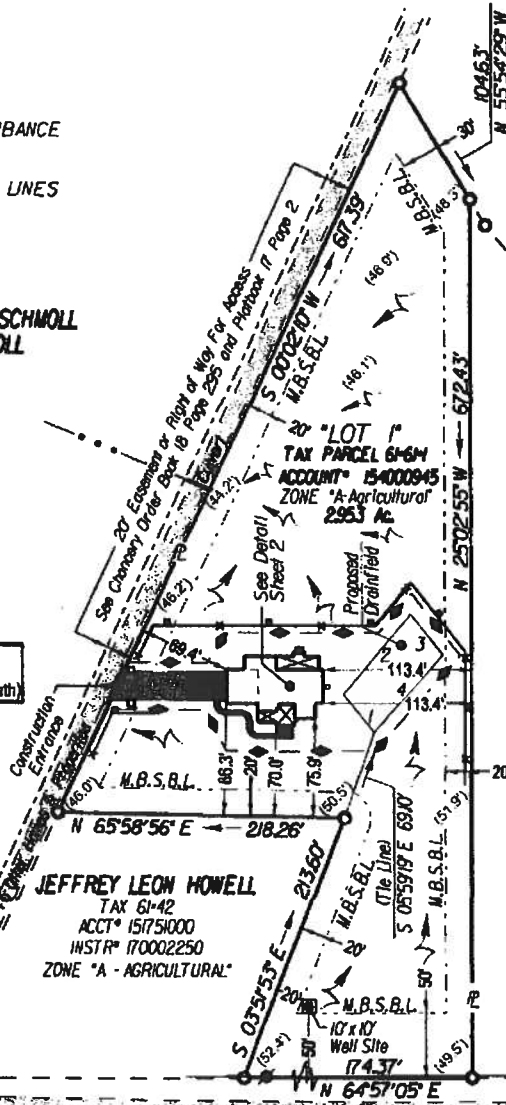 RBANCE
LINES
SCHMOLL
OLL
104.63'
N 55°54'29" W
M.B.S.B.L.
(48.3')
20' Easement or Right of Way For Access
See Chancery Order Book 18 Page 295 and Platbook 17 Page 2
S 00°02'10" W 617.39'
M.B.S.B.L.
(46.0')
(46.1')
20'
"LOT 1"
TAX PARCEL 61-61-1
ACCOUNT# 154000945
ZONE "A-Agricultural"
2.953 Ac.
N 25°02'55" W 672.43'
Culvert
(44.2')
(46.2')
See Detail
Sheet 2
Proposed
Drainfield
69.4'
2
3
4
113.4'
113.4'
Construction
Entrance
(46.0')
M.B.S.B.L.
86.3'
20'
70.0'
75.9'
(50.5')
(51.9')
20'
M.B.S.B.L.
N 65°58'56" E 218.26'
M.B.S.B.L.
(Tie Line)
S 05°59'19" E 69.10'
JEFFREY LEON HOWELL
TAX 61-42
ACCT# 151751000
INSTR# 170002250
ZONE "A - AGRICULTURAL"
S 03°51'53" E 213.60'
20'
20'
M.B.S.B.L.
10' x 10'
Well Site
50'
50'
(52.4')
174.37'
(49.5')
N 64°57'05" E